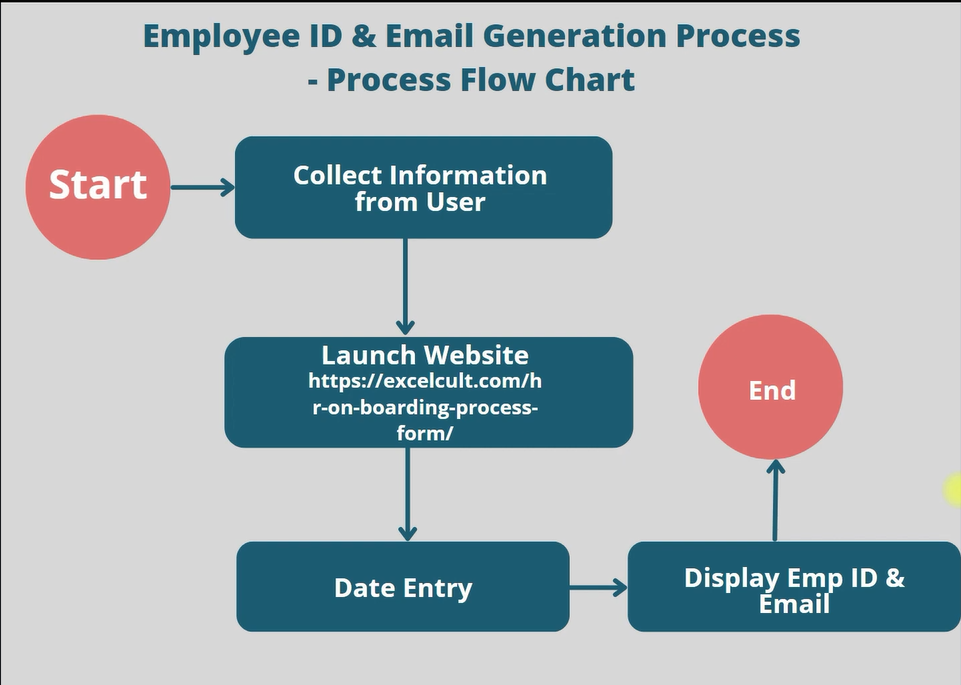 Employee ID & Email Generation Process
- Process Flow Chart
Start
Collect Information
from User
Launch Website
https://excelcult.com/h
r-on-boarding-process-
form/
End
Date Entry
Display Emp ID &
Email